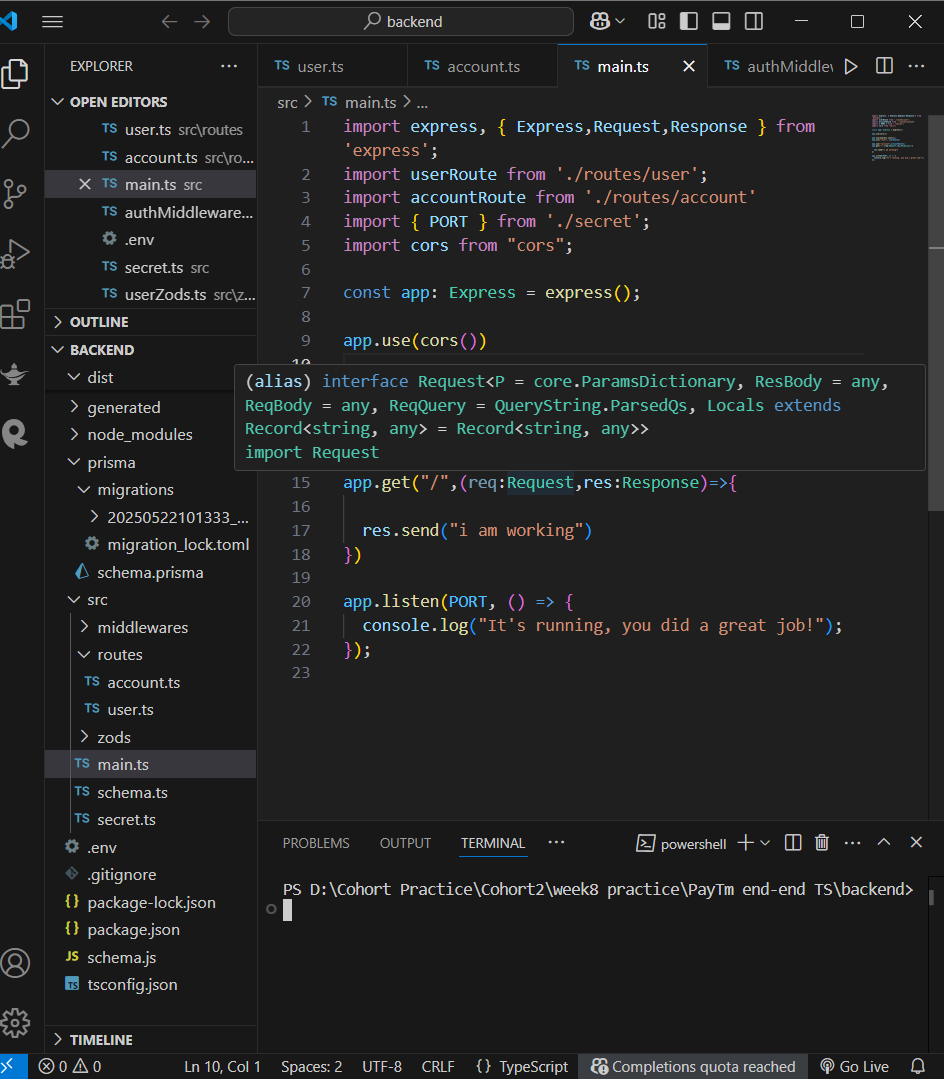 backend
EXPLORER
OPEN EDITORS
TS user.ts src\routes
TS account.ts src\ro...
TS main.ts src
TS authMiddleware...
.env
TS secret.ts src
TS userZods.ts src\z...
OUTLINE
BACKEND
dist
generated
node_modules
prisma
migrations
20250522101333_...
migration_lock.toml
schema.prisma
src
middlewares
routes
TS account.ts
TS user.ts
zods
TS main.ts
TS schema.ts
TS secret.ts
.env
.gitignore
{} package-lock.json
{} package.json
JS schema.js
TS tsconfig.json
TIMELINE
TS user.ts
TS account.ts
TS main.ts
TS authMiddlev
src > TS main.ts > ...
1 import express, { Express,Request,Response } from
'express';
2 import userRoute from './routes/user';
3 import accountRoute from './routes/account'
4 import { PORT } from './secret';
5 import cors from "cors";
6
7 const app: Express = express();
8
9 app.use(cors())
10
(alias) interface Request<P = core.ParamsDictionary, ResBody = any,
ReqBody = any, ReqQuery = QueryString.ParsedQs, Locals extends
Record<string, any> = Record<string, any>>
import Request
15 app.get("/",(req:Request,res:Response)=>{
16
17 res.send("i am working")
18 })
19
20 app.listen(PORT, () => {
21 console.log("It's running, you did a great job!");
22 });
23
PROBLEMS OUTPUT TERMINAL ... powershell
PS D:\Cohort Practice\Cohort2\week8 practice\PayTm end-end TS\backend>
0 0 Ln 10, Col 1 Spaces: 2 UTF-8 CRLF {} TypeScript Completions quota reached Go Live